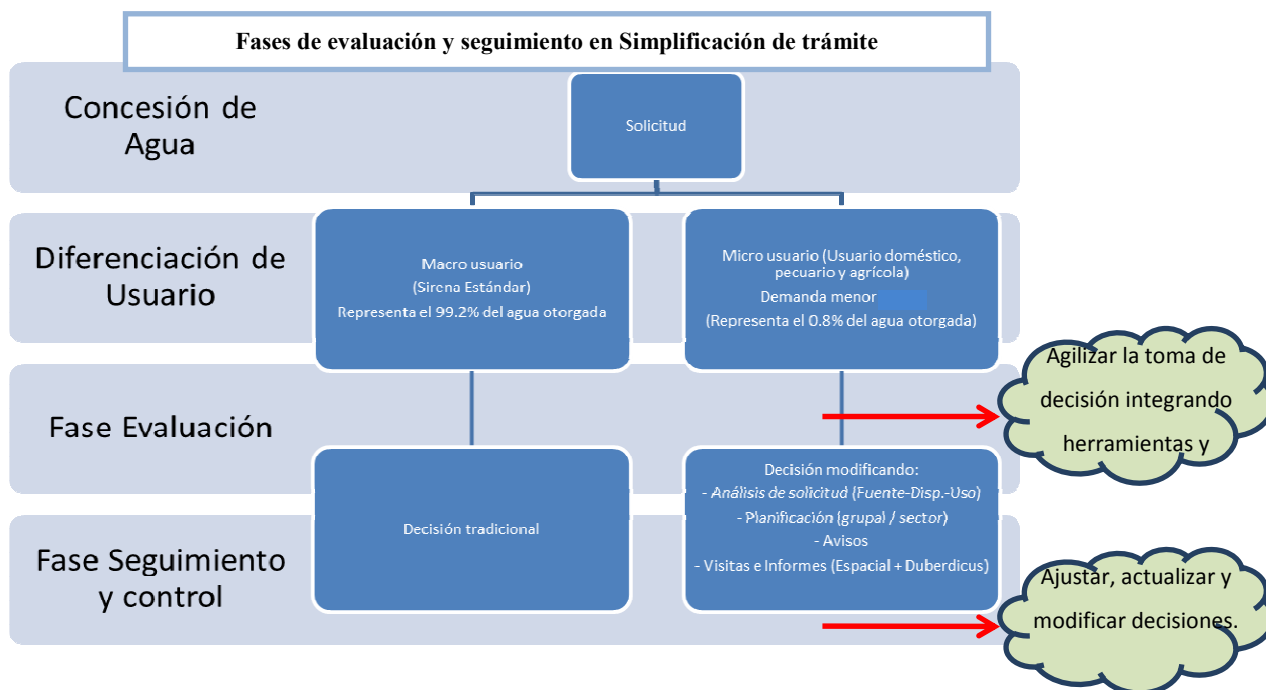 Fases de evaluación y seguimiento en Simplificación de trámite
Concesión de
Agua
Solicitud
Diferenciación de
Usuario
Macro usuario
(Sirena Estándar)
Representa el 99.2% del agua otorgada
Micro usuario (Usuario doméstico,
pecuario y agrícola)
Demanda menor
(Representa el 0.8% del agua otorgada)
Fase Evaluación
Agilizar la toma de
decisión integrando
herramientas y
Fase Seguimiento
y control
Decisión tradicional
Decisión modificando:
- Análisis de solicitud (Fuente-Disp.-Uso)
- Planificación (grupal / sector)
- Avisos
- Visitas e Informes (Espacial + Duberdicus)
Ajustar, actualizar y
modificar decisiones.